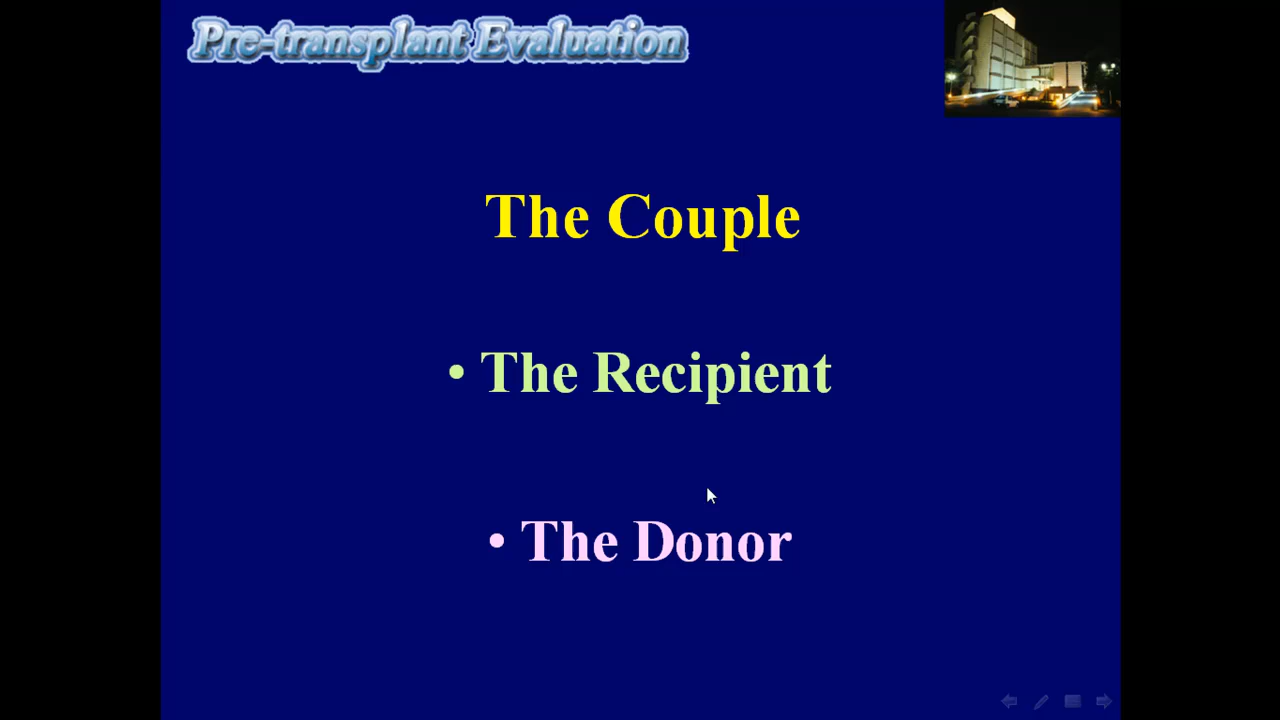 Pre-transplant Evaluation
The Couple
• The Recipient
• The Donor